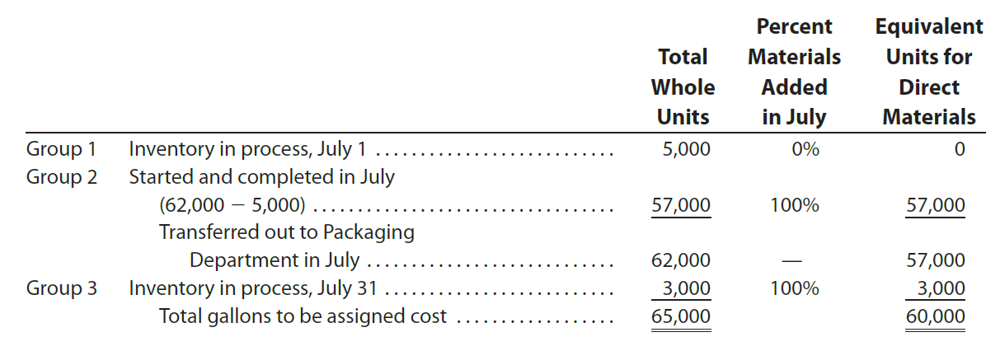 Percent Equivalent
Total Materials Units for
Whole Added Direct
Units in July Materials
Group 1 Inventory in process, July 1 . . . . . . . . . . . . . . . . . . . . . . . . . . . 5,000 0% 0
Group 2 Started and completed in July
(62,000 − 5,000) . . . . . . . . . . . . . . . . . . . . . . . . . . . . . . . . . . 57,000 100% 57,000
Transferred out to Packaging
Department in July . . . . . . . . . . . . . . . . . . . . . . . . . . . . 62,000 — 57,000
Group 3 Inventory in process, July 31 . . . . . . . . . . . . . . . . . . . . . . . . . . 3,000 100% 3,000
Total gallons to be assigned cost . . . . . . . . . . . . . . . . . . 65,000 60,000